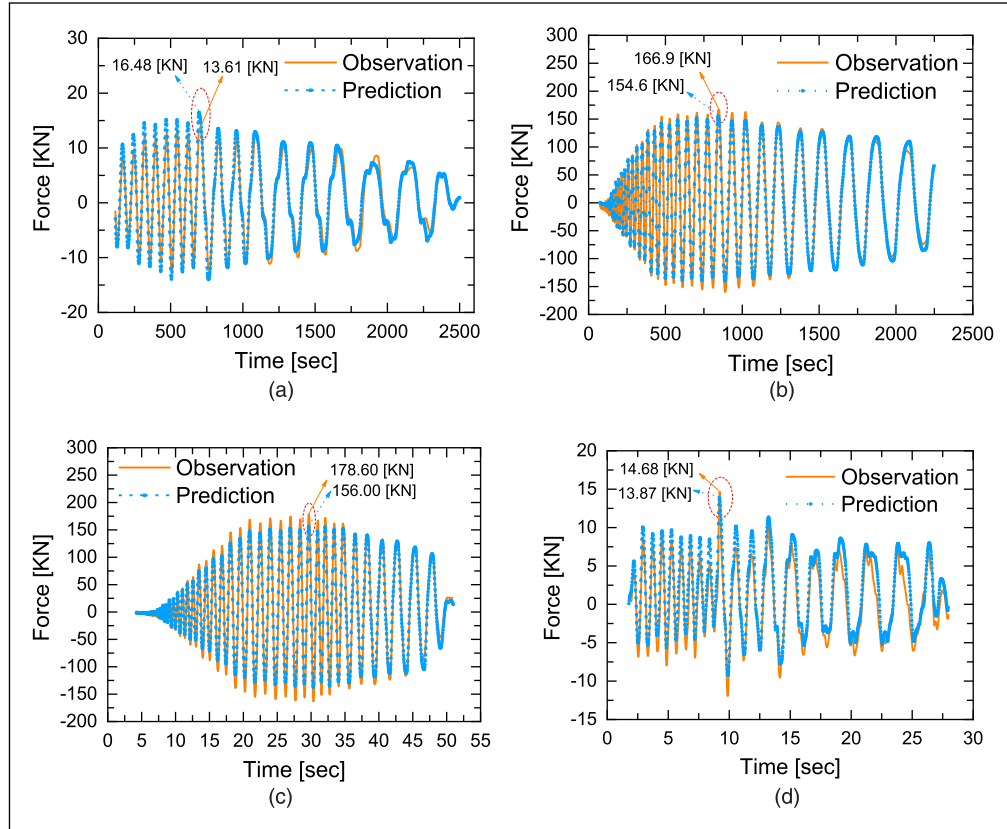 30
20
10
0
-10
-20
Force [KN]
16.48 [KN]
13.61 [KN]
Observation
Prediction
0 500 1000 1500 2000 2500
Time [sec]
(a)
300
250
200
150
100
50
0
-50
-100
-150
-200
Force [KN]
166.9 [KN]
154.6 [KN]
Observation
Prediction
0 500 1000 1500 2000 2500
Time [sec]
(b)
300
250
200
150
100
50
0
-50
-100
-150
-200
Force [KN]
Observation
Prediction
178.60 [KN]
156.00 [KN]
0 5 10 15 20 25 30 35 40 45 50 55
Time [sec]
(c)
20
15
10
5
0
-5
-10
-15
Force [KN]
14.68 [KN]
13.87 [KN]
Observation
Prediction
0 5 10 15 20 25 30
Time [sec]
(d)